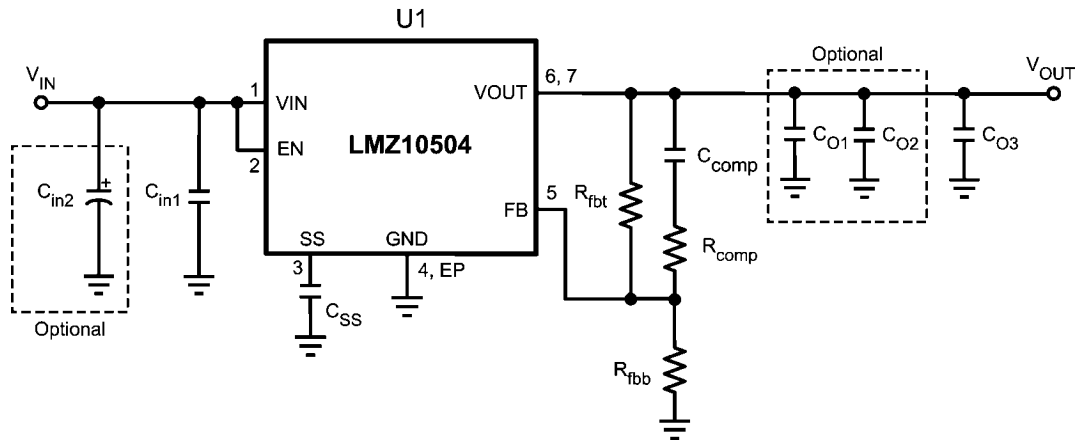 U1
Optional
V_IN
1
VIN
VOUT
6, 7
V_OUT
EN
2
LMZ10504
C_in2
+
C_in1
C_comp
C_O1
C_O2
C_O3
5
FB
R_fbt
R_comp
SS
GND
3
4, EP
C_SS
Optional
R_fbb